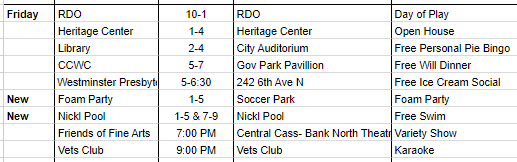 Friday RDO 10-1 RDO Day of Play
Heritage Center 1-4 Heritage Center Open House
Library 2-4 City Auditorium Free Personal Pie Bingo
CCWC 5-7 Gov Park Pavillion Free Will Dinner
Westminster Presbyt 5-6:30 242 6th Ave N Free Ice Cream Social
New Foam Party 1-5 Soccer Park Foam Party
New Nickl Pool 1-5 & 7-9 Nickl Pool Free Swim
Friends of Fine Arts 7:00 PM Central Cass- Bank North Theatr Variety Show
Vets Club 9:00 PM Vets Club Karaoke